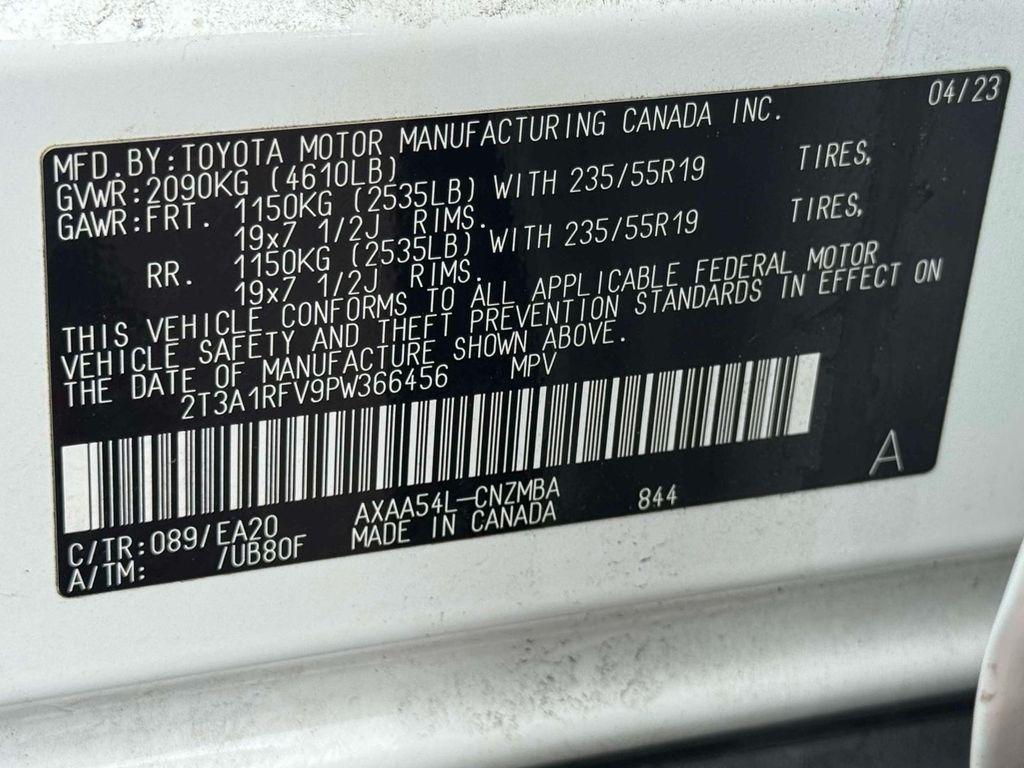 04/23
MFD.BY:TOYOTA MOTOR MANUFACTURING CANADA INC.
GVWR:2090KG (4610LB)
GAWR:FRT. 1150KG (2535LB) WITH 235/55R19 TIRES,
19x7 1/2J RIMS.
RR. 1150KG (2535LB) WITH 235/55R19 TIRES,
19x7 1/2J RIMS.
THIS VEHICLE CONFORMS TO ALL APPLICABLE FEDERAL MOTOR
VEHICLE SAFETY AND THEFT PREVENTION STANDARDS IN EFFECT ON
THE DATE OF MANUFACTURE SHOWN ABOVE.
2T3A1RFV9PW366456 MPV
A
C/TR:089/EA20 AXAA54L-CNZMBA 844
A/TM: /UB80F MADE IN CANADA